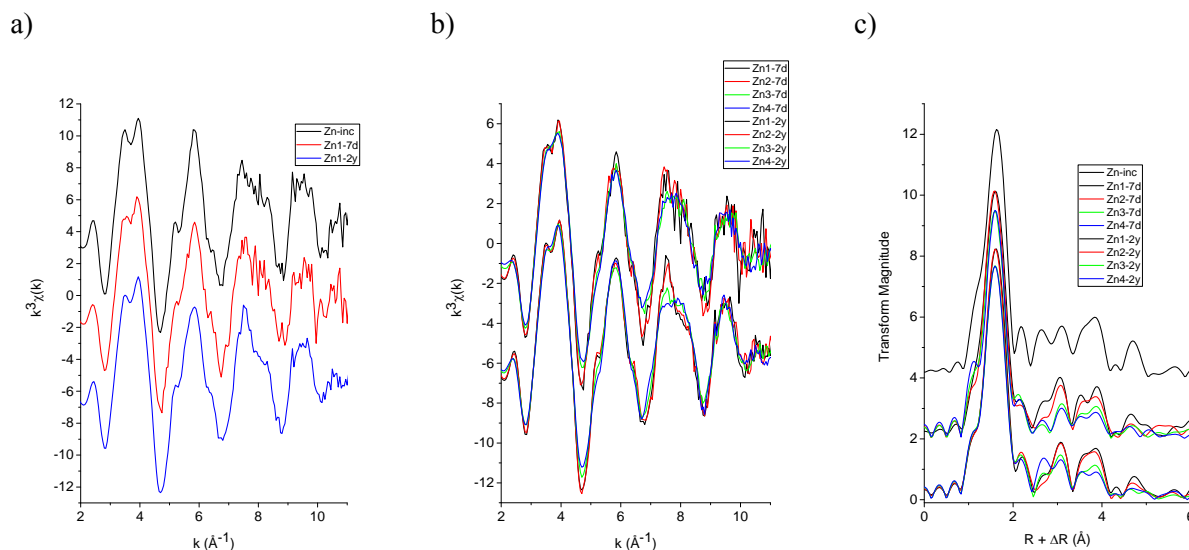 a)
b)
c)
12
10
8
6
4
2
0
-2
-4
-6
-8
-10
-12
k³χ(k)
2 4 6 8 10
k (Å⁻¹)
Zn-inc
Zn1-7d
Zn1-2y
6
4
2
0
-2
-4
-6
-8
-10
-12
k³χ(k)
2 4 6 8 10
k (Å⁻¹)
Zn1-7d
Zn2-7d
Zn3-7d
Zn4-7d
Zn1-2y
Zn2-2y
Zn3-2y
Zn4-2y
12
10
8
6
4
2
0
Transform Magnitude
0 2 4 6
R + ΔR (Å)
Zn-inc
Zn1-7d
Zn2-7d
Zn3-7d
Zn4-7d
Zn1-2y
Zn2-2y
Zn3-2y
Zn4-2y